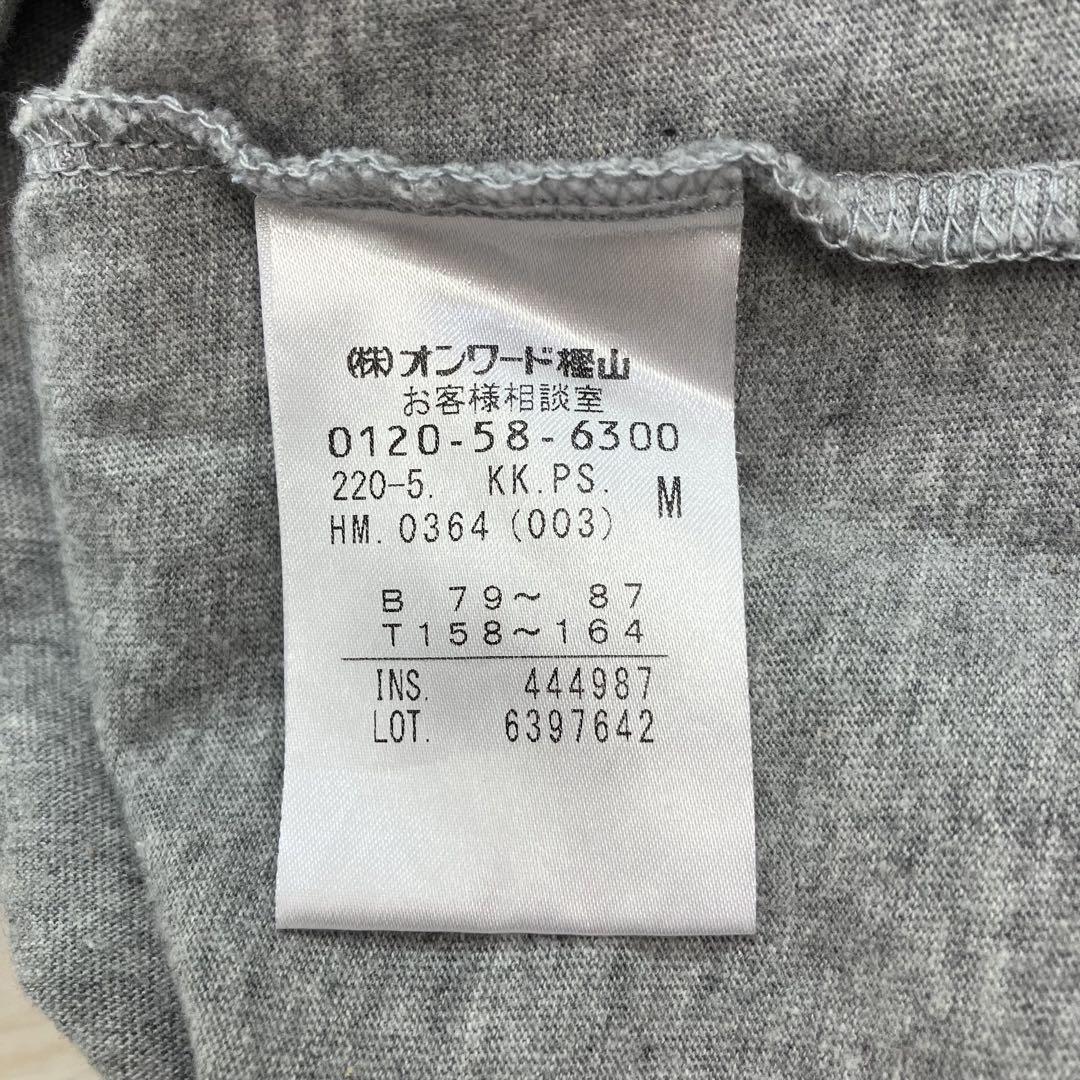 (株)オンワード樫山
お客様相談室
0120-58-6300
220-5. KK.PS. M
HM. 0364 (003)
B 79～ 87
T158～164
INS. 444987
LOT. 6397642